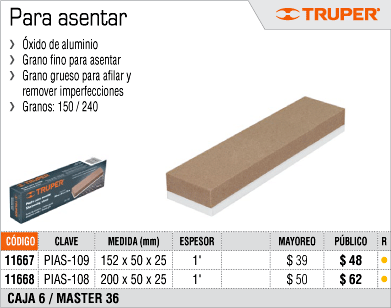 Para asentar
TRUPER®
Óxido de aluminio
Grano fino para asentar
Grano grueso para afilar y
remover imperfecciones
Granos: 150 / 240
TRUPER
CÓDIGO CLAVE MEDIDA (mm) ESPESOR MAYOREO PÚBLICO R
11667 PIAS-109 152 x 50 x 25 1" $ 39 $ 48
11668 PIAS-108 200 x 50 x 25 1" $ 50 $ 62
CAJA 6 / MASTER 36